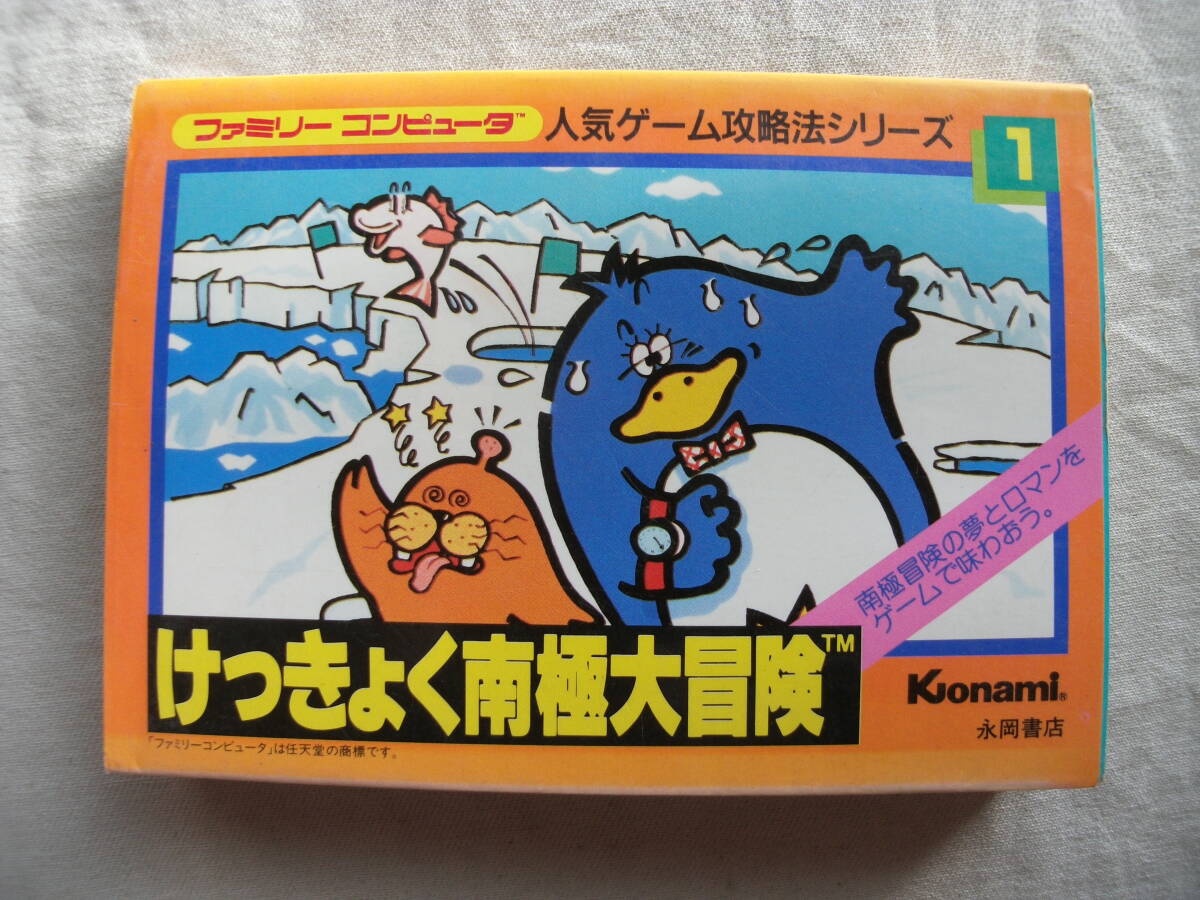 ファミリー コンピュータ™ 人気ゲーム攻略法シリーズ 1
南極冒険の夢とロマンを
ゲームで味わおう。
けっきょく南極大冒険™
Konami®
永岡書店
「ファミリーコンピュータ」は任天堂の商標です。